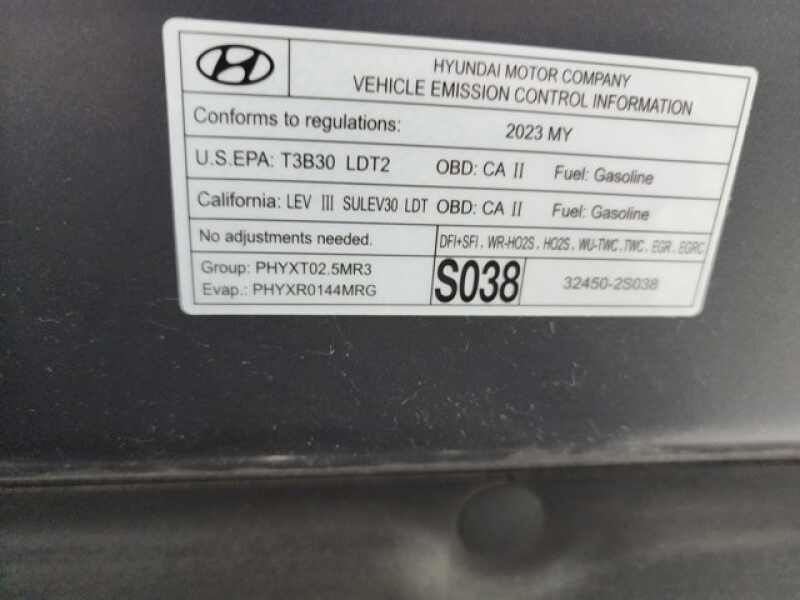 HYUNDAI MOTOR COMPANY
VEHICLE EMISSION CONTROL INFORMATION
Conforms to regulations: 2023 MY
U.S.EPA: T3B30 LDT2 OBD: CA II Fuel: Gasoline
California: LEV III SULEV30 LDT OBD: CA II Fuel: Gasoline
No adjustments needed. DFI+SFI, WR-HO2S, HO2S, WU-TWC, TWC, EGR, EGRC
Group: PHYXT02.5MR3
Evap.: PHYXR0144MRG
S038
32450-2S038